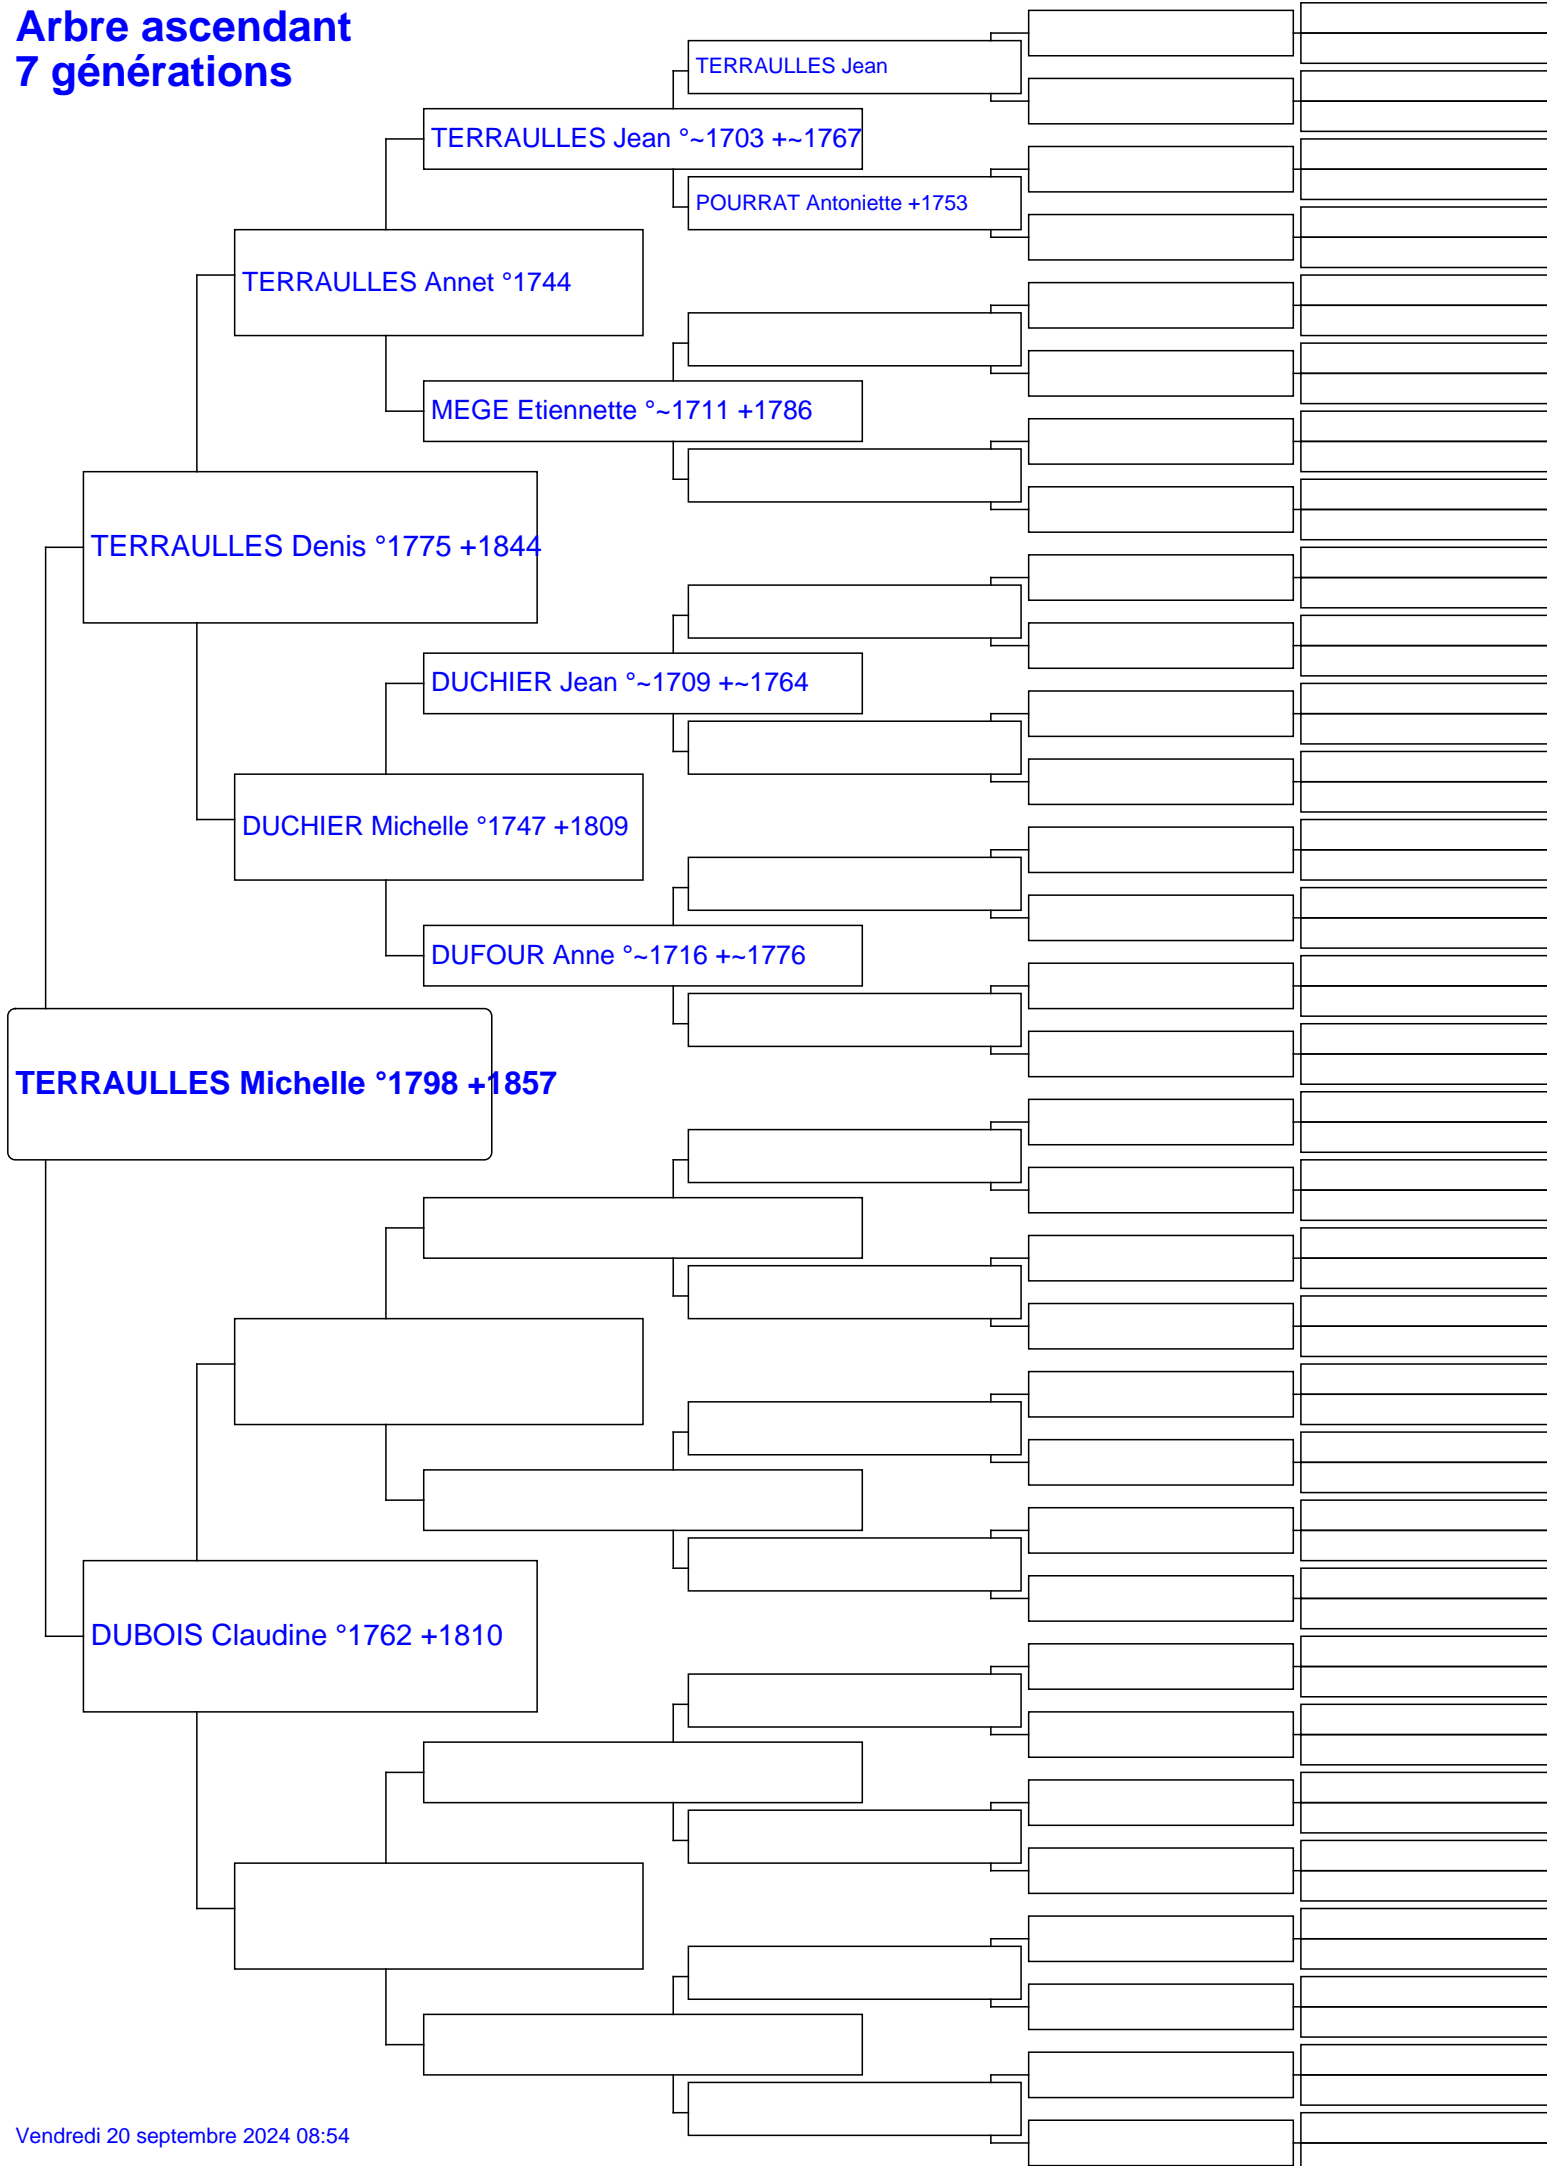 Arbre ascendant
7 générations
TERRAULLES Jean
TERRAULLES Jean °~1703 +~1767
POURRAT Antoniette +1753
TERRAULLES Annet °1744
MEGE Etiennette °~1711 +1786
TERRAULLES Denis °1775 +1844
DUCHIER Jean °~1709 +~1764
DUCHIER Michelle °1747 +1809
DUFOUR Anne °~1716 +~1776
TERRAULLES Michelle °1798 +1857
DUBOIS Claudine °1762 +1810
Vendredi 20 septembre 2024 08:54